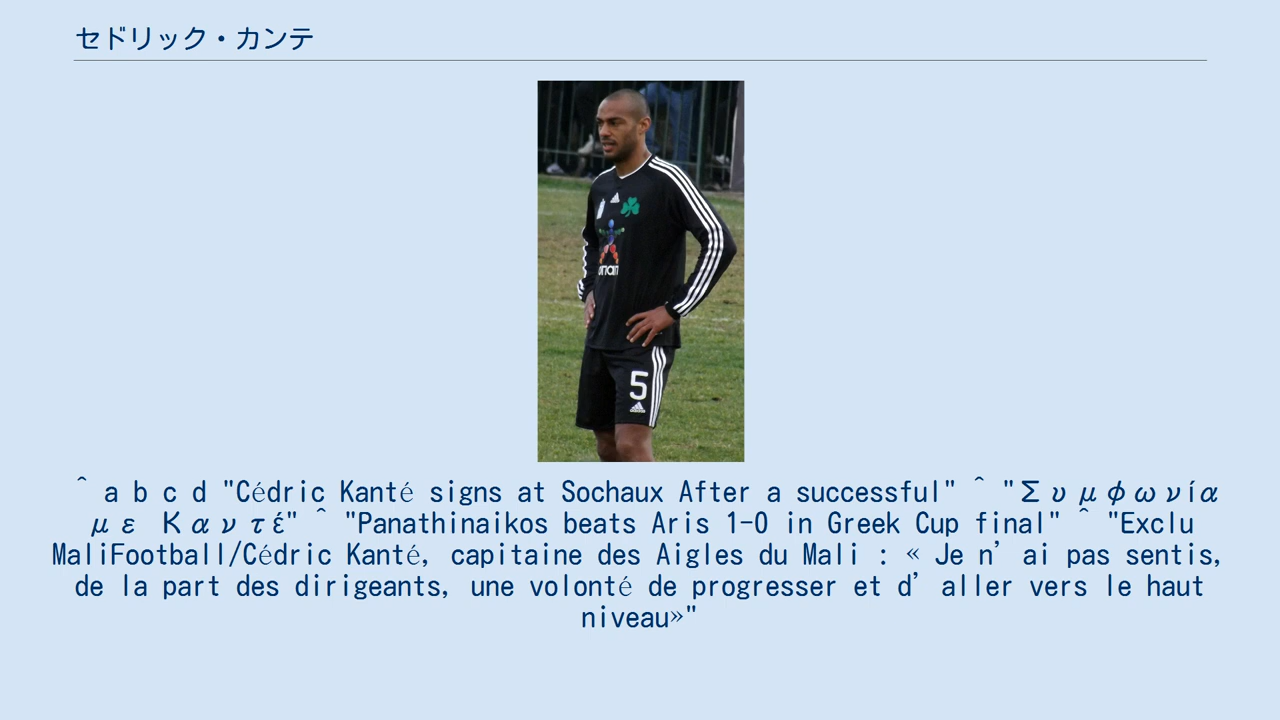 セドリック・カンテ
5
^ a b c d "Cédric Kanté signs at Sochaux After a successful" ^ "Συμφωνία
με Καντέ" ^ "Panathinaikos beats Aris 1-0 in Greek Cup final" ^ "Exclu
MaliFootball/Cédric Kanté, capitaine des Aigles du Mali : « Je n’ai pas sentis,
de la part des dirigeants, une volonté de progresser et d’aller vers le haut
niveau»"